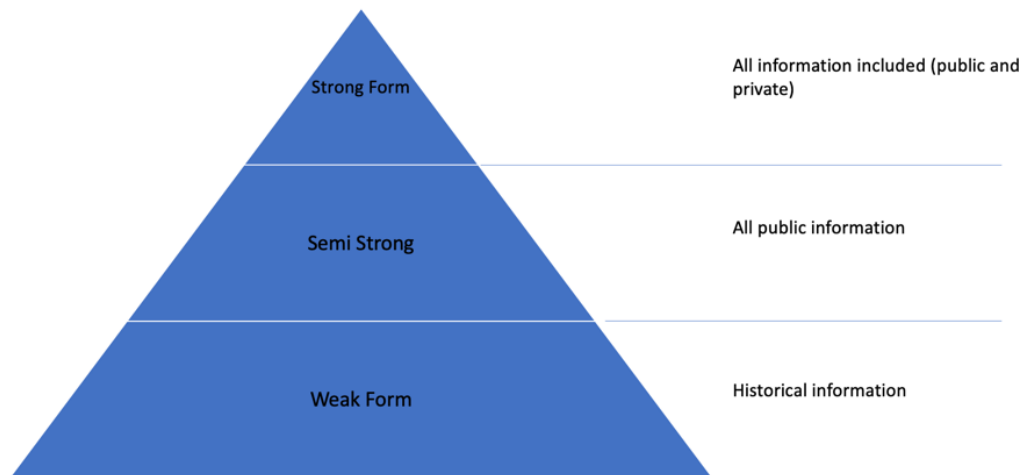 Strong Form
All information included (public and
private)
Semi Strong
All public information
Weak Form
Historical information